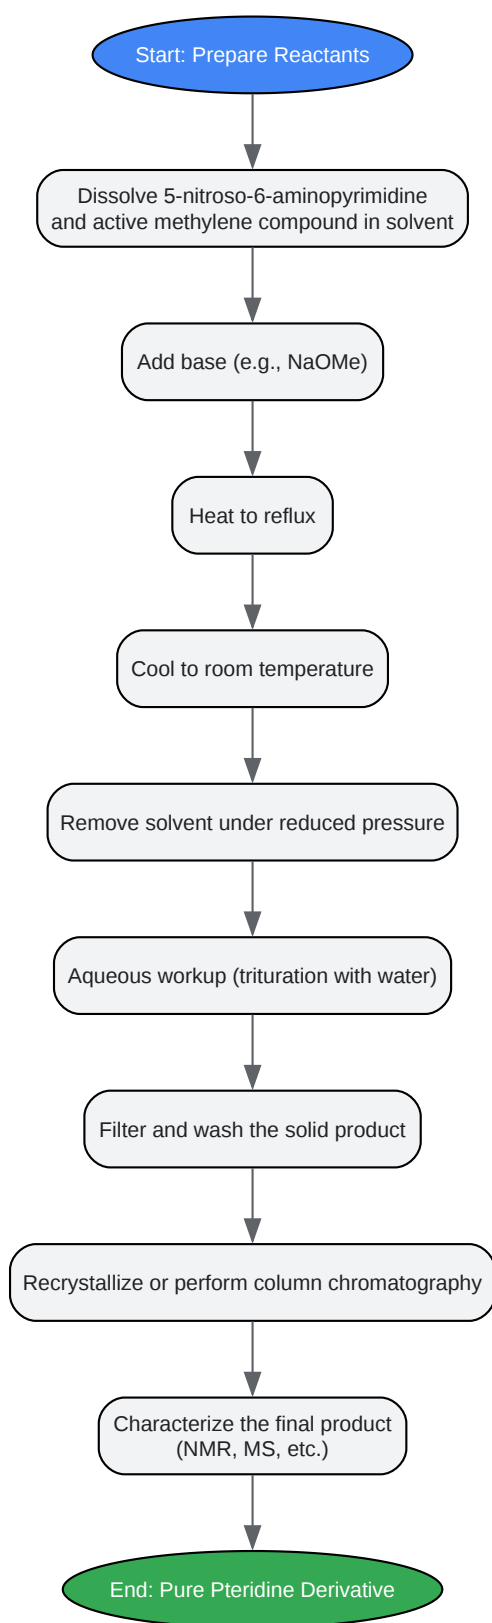 Start: Prepare Reactants
Dissolve 5-nitroso-6-aminopyrimidine
and active methylene compound in solvent
Add base (e.g., NaOMe)
Heat to reflux
Cool to room temperature
Remove solvent under reduced pressure
Aqueous workup (trituration with water)
Filter and wash the solid product
Recrystallize or perform column chromatography
Characterize the final product
(NMR, MS, etc.)
End: Pure Pteridine Derivative